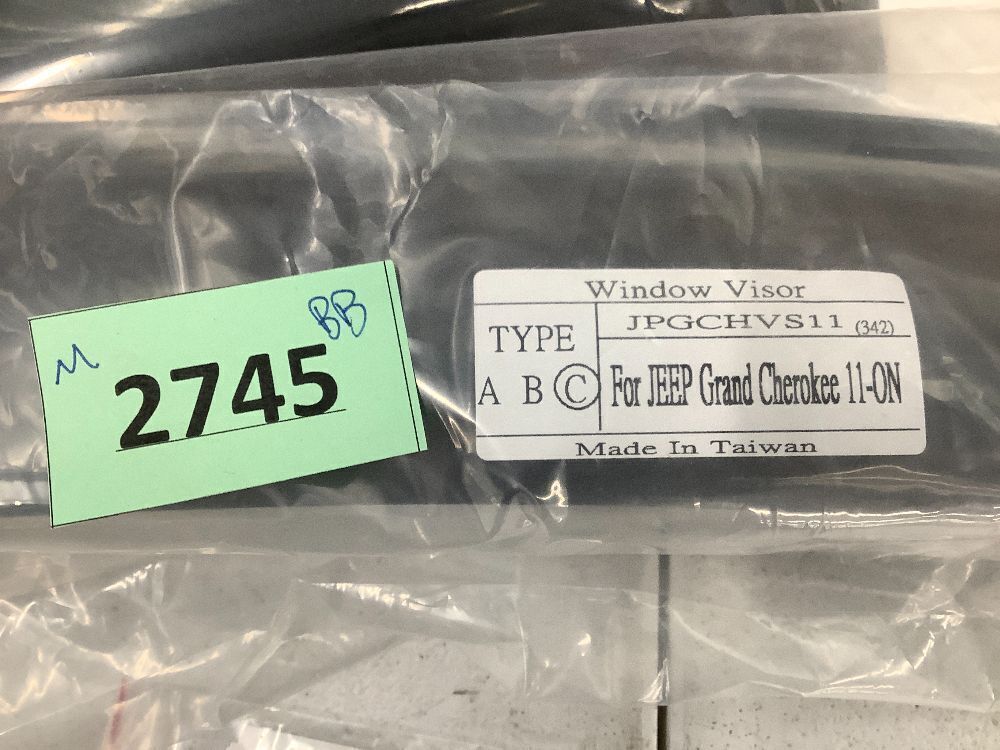 M
BB
2745
Window Visor
TYPE
A B C
JPGCHVS11 (342)
For JEEP Grand Cherokee 11-ON
Made In Taiwan